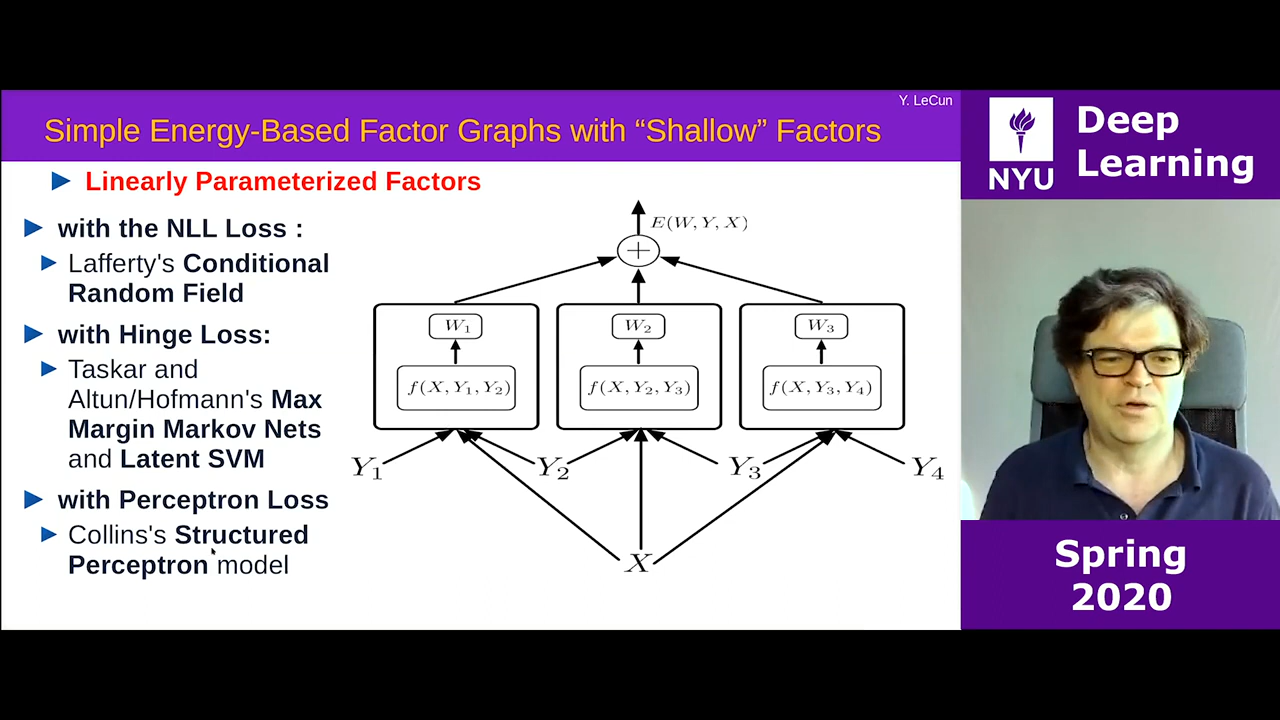 Y. LeCun
Simple Energy-Based Factor Graphs with “Shallow” Factors
Linearly Parameterized Factors
with the NLL Loss :
Lafferty's Conditional
Random Field
with Hinge Loss:
Taskar and
Altun/Hofmann's Max
Margin Markov Nets
and Latent SVM
with Perceptron Loss
Collins's Structured
Perceptron model
E(W, Y, X)
+
W₁ W₂ W₃
f(X, Y₁, Y₂) f(X, Y₂, Y₃) f(X, Y₃, Y₄)
Y₁ Y₂ Y₃ Y₄
X
NYU
Deep
Learning
Spring
2020